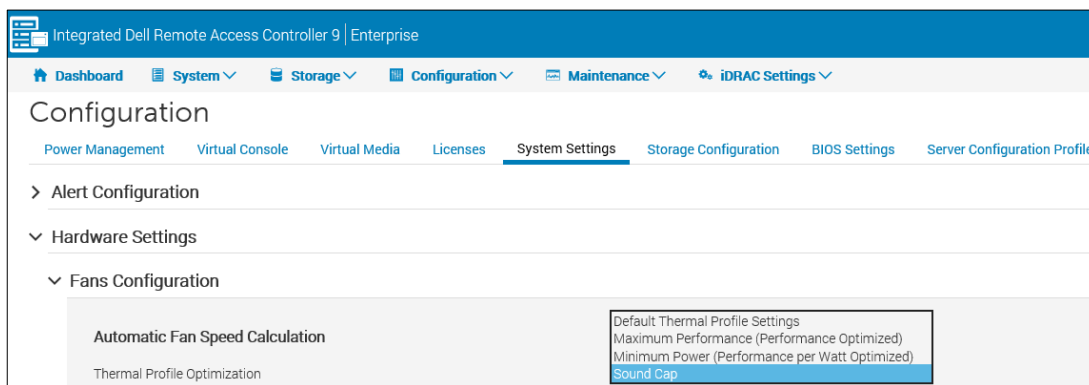 Integrated Dell Remote Access Controller 9 | Enterprise
Dashboard System Storage Configuration Maintenance iDRAC Settings
Configuration
Power Management Virtual Console Virtual Media Licenses System Settings Storage Configuration BIOS Settings Server Configuration Profile
Alert Configuration
Hardware Settings
Fans Configuration
Automatic Fan Speed Calculation
Thermal Profile Optimization
Default Thermal Profile Settings
Maximum Performance (Performance Optimized)
Minimum Power (Performance per Watt Optimized)
Sound Cap